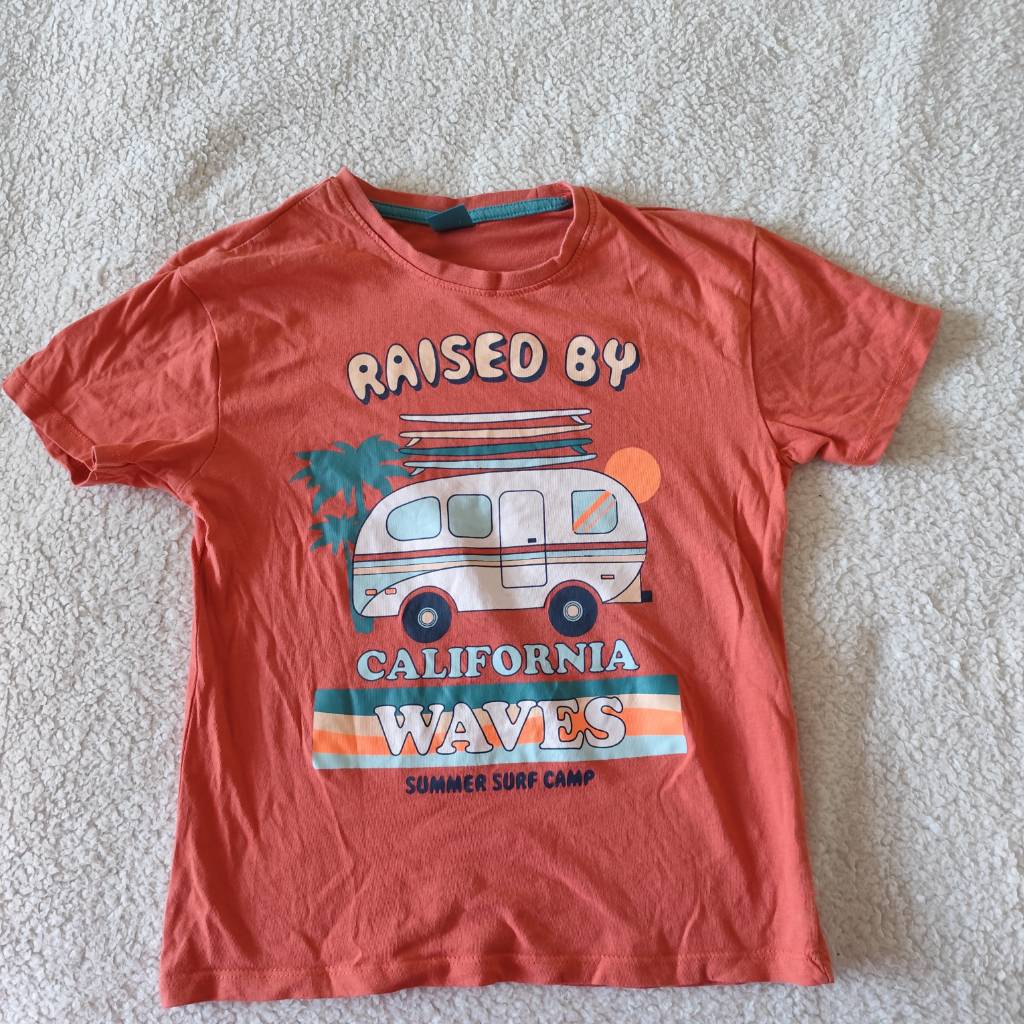 RAISED BY
CALIFORNIA
WAVES
SUMMER SURF CAMP